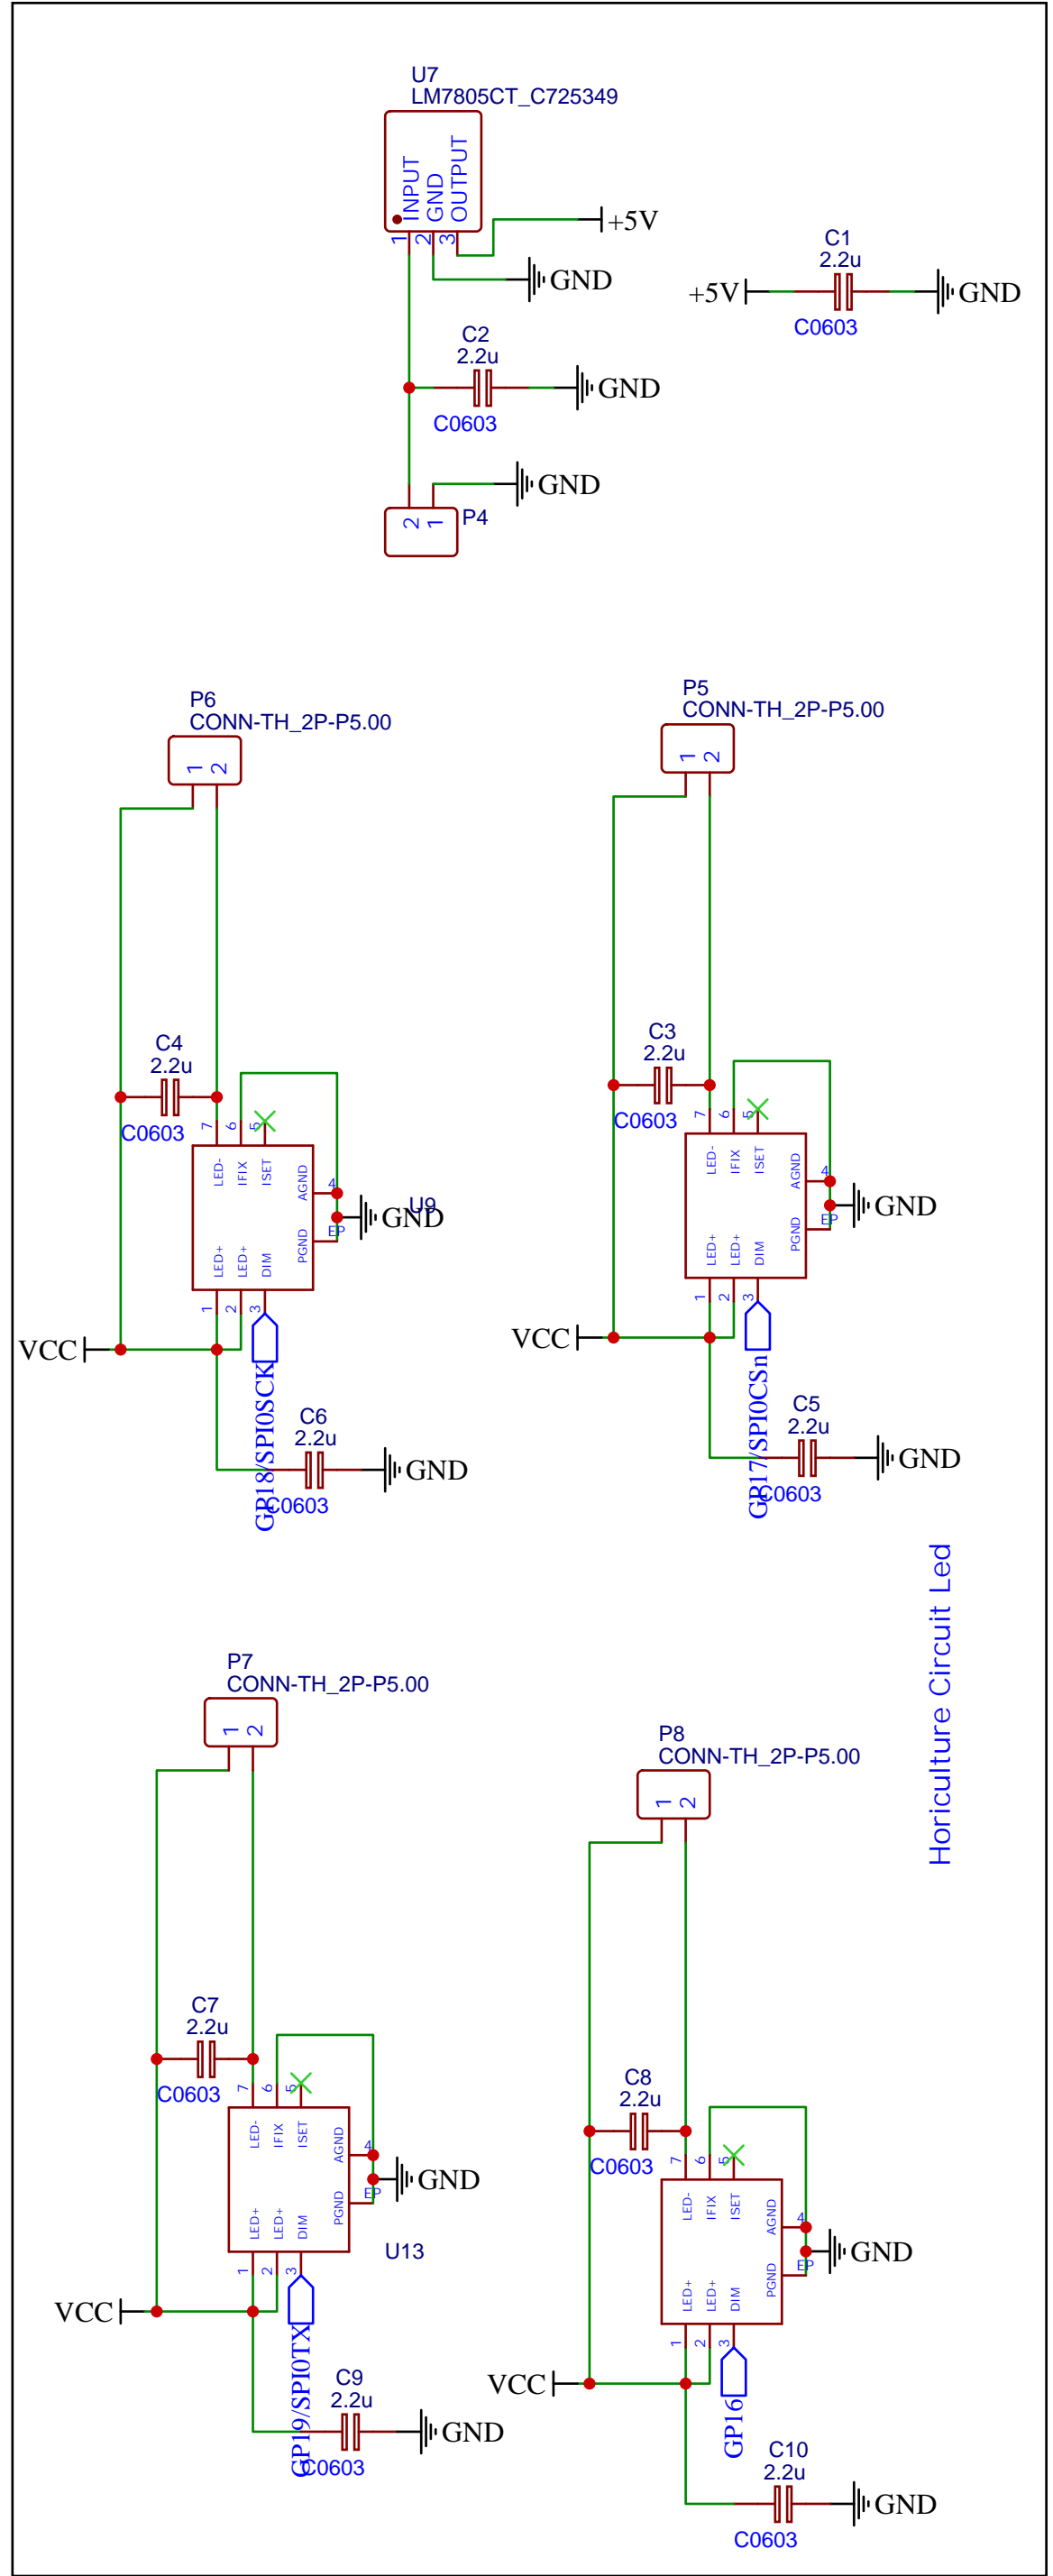 U7
LM7805CT_C725349
INPUT
GND
OUTPUT
1
2
3
+5V
GND
C1
2.2u
+5V
GND
C0603
C2
2.2u
GND
C0603
GND
2
1
P4
P6
CONN-TH_2P-P5.00
1
2
P5
CONN-TH_2P-P5.00
1
2
C4
2.2u
C0603
7
6
5
LED-
IFIX
ISET
AGND
4
U9
GND
EP
PGND
LED+
LED+
DIM
1
2
3
VCC
GP18/SPI0SCK
C6
2.2u
GND
C0603
C3
2.2u
C0603
7
6
5
LED-
IFIX
ISET
AGND
4
GND
EP
PGND
LED+
LED+
DIM
1
2
3
VCC
GP17/SPI0CSn
C5
2.2u
GND
C0603
Horiculture Circuit Led
P7
CONN-TH_2P-P5.00
1
2
P8
CONN-TH_2P-P5.00
1
2
C7
2.2u
C0603
7
6
5
LED-
IFIX
ISET
AGND
4
GND
EP
PGND
LED+
LED+
DIM
U13
1
2
3
VCC
GP19/SPI0TX
C9
2.2u
GND
C0603
C8
2.2u
C0603
7
6
5
LED-
IFIX
ISET
AGND
4
GND
EP
PGND
LED+
LED+
DIM
1
2
3
VCC
GP16
C10
2.2u
GND
C0603